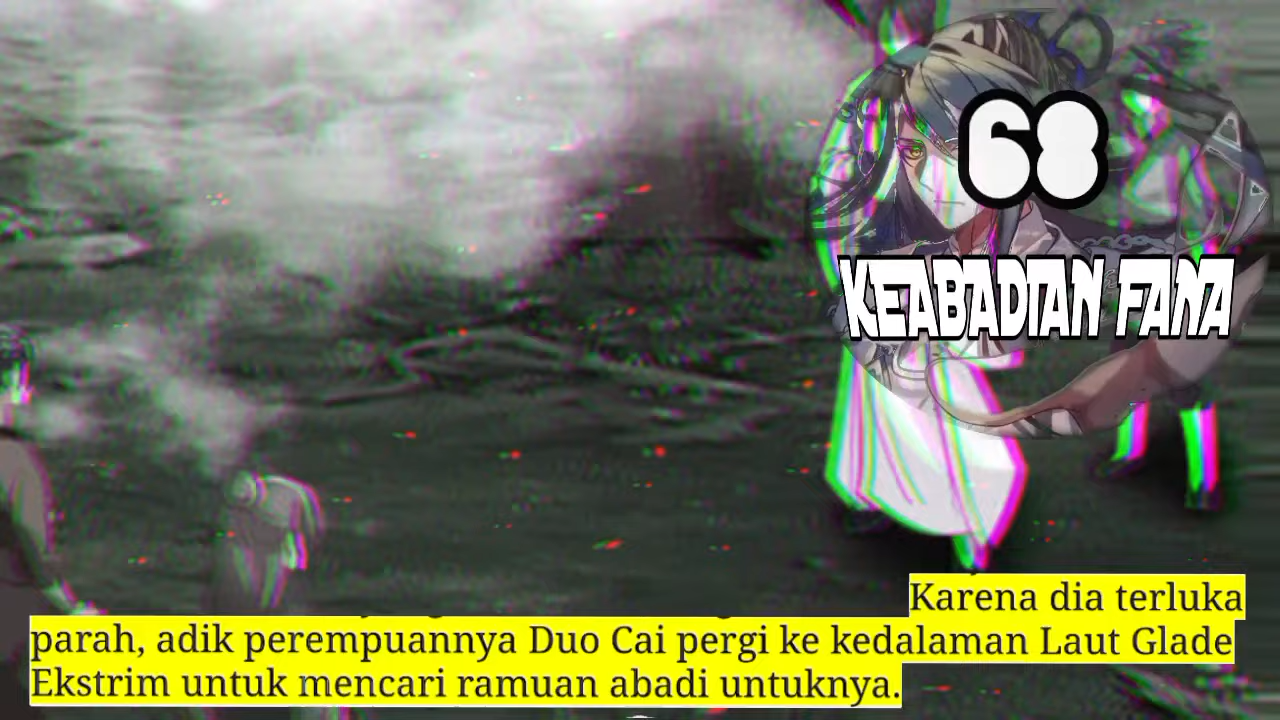 68
KEABADIAN FANA
Karena dia terluka
parah, adik perempuannya Duo Cai pergi ke kedalaman Laut Glade
Ekstrim untuk mencari ramuan abadi untuknya.